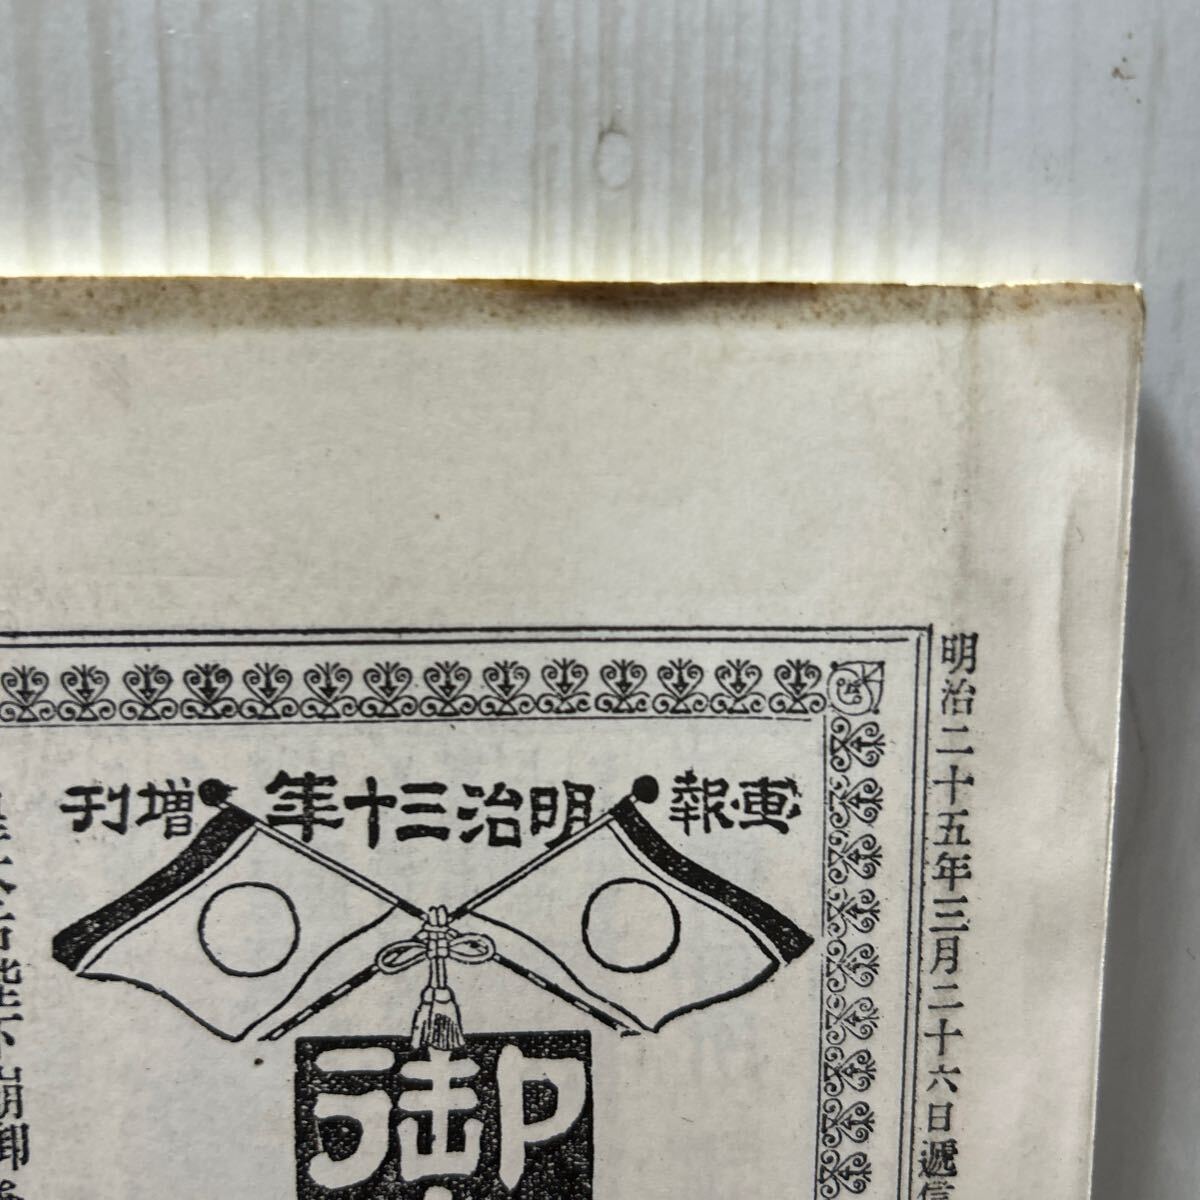 明治二十五年三月二十六日遞信
画報 明治三十年 増刊
御